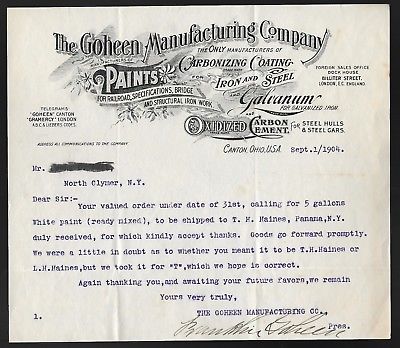 The Goheen Manufacturing Company
MANUFACTURERS OF
PAINTS
FOR RAILROAD, SPECIFICATIONS, BRIDGE
AND STRUCTURAL IRON WORK
THE ONLY MANUFACTURERS OF
CARBONIZING COATING
FOR
IRON AND STEEL
Galvanum
FOR GALVANIZED IRON
OXIDIZED CARBON CEMENT, FOR STEEL HULLS & STEEL CARS.
FOREIGN SALES OFFICE
DOCK HOUSE
BILLITER STREET,
LONDON, E.C. ENGLAND.
TELEGRAMS
"GOHEEN" CANTON
"GRAMERCY" LONDON
A.B.C & LIEBERS CODES.
ADDRESS ALL COMMUNICATIONS TO THE COMPANY
CANTON, OHIO, U.S.A. Sept.1/1904.
Mr.
North Clymer, N.Y.
Dear Sir:-
Your valued order under date of 31st, calling for 5 gallons
White paint (ready mixed), to be shipped to T. H. Haines, Panama, N.Y.
duly received, for which kindly accept thanks. Goods go forward promptly.
We were a little in doubt as to whether you meant it to be T.H.Haines or
L.H.Haines, but we took it for "T", which we hope is correct.
Again thanking you, and awaiting your future favors, we remain
Yours very truly,
THE GOHEEN MANUFACTURING CO.
1. Pres.